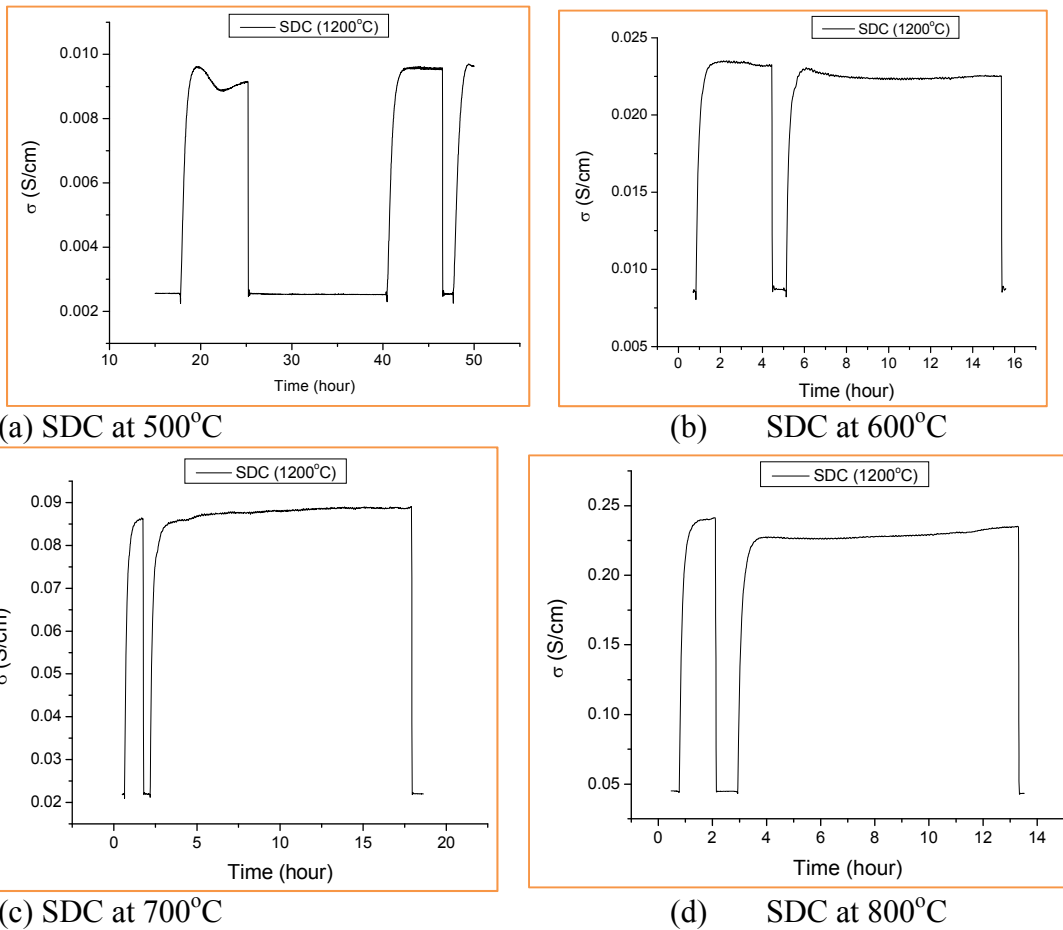 SDC (1200°C)
0.010
0.008
0.006
0.004
0.002
σ (S/cm)
10 20 30 40 50
Time (hour)
(a) SDC at 500°C
SDC (1200°C)
0.025
0.020
0.015
0.010
0.005
σ (S/cm)
0 2 4 6 8 10 12 14 16
Time (hour)
(b) SDC at 600°C
SDC (1200°C)
0.09
0.08
0.07
0.06
0.05
0.04
0.03
0.02
σ (S/cm)
0 5 10 15 20
Time (hour)
(c) SDC at 700°C
SDC (1200°C)
0.25
0.20
0.15
0.10
0.05
σ (S/cm)
0 2 4 6 8 10 12 14
Time (hour)
(d) SDC at 800°C